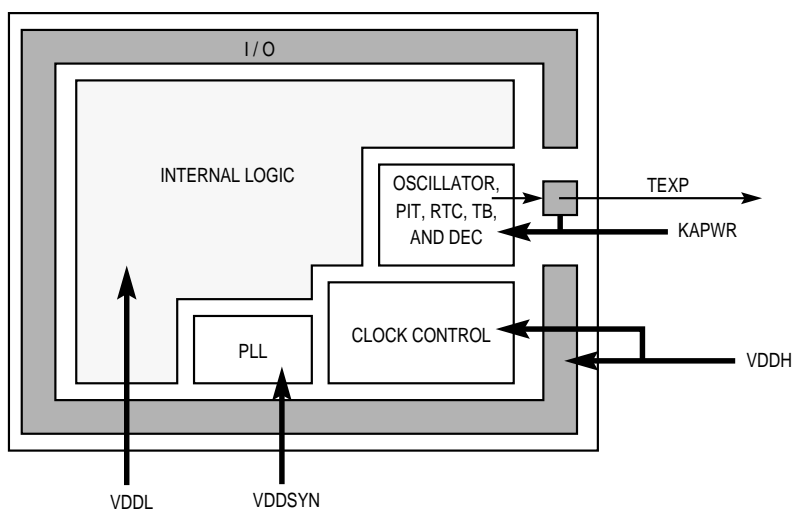 I / O
INTERNAL LOGIC
OSCILLATOR,
PIT, RTC, TB,
AND DEC
TEXP
KAPWR
PLL
CLOCK CONTROL
VDDH
VDDL
VDDSYN